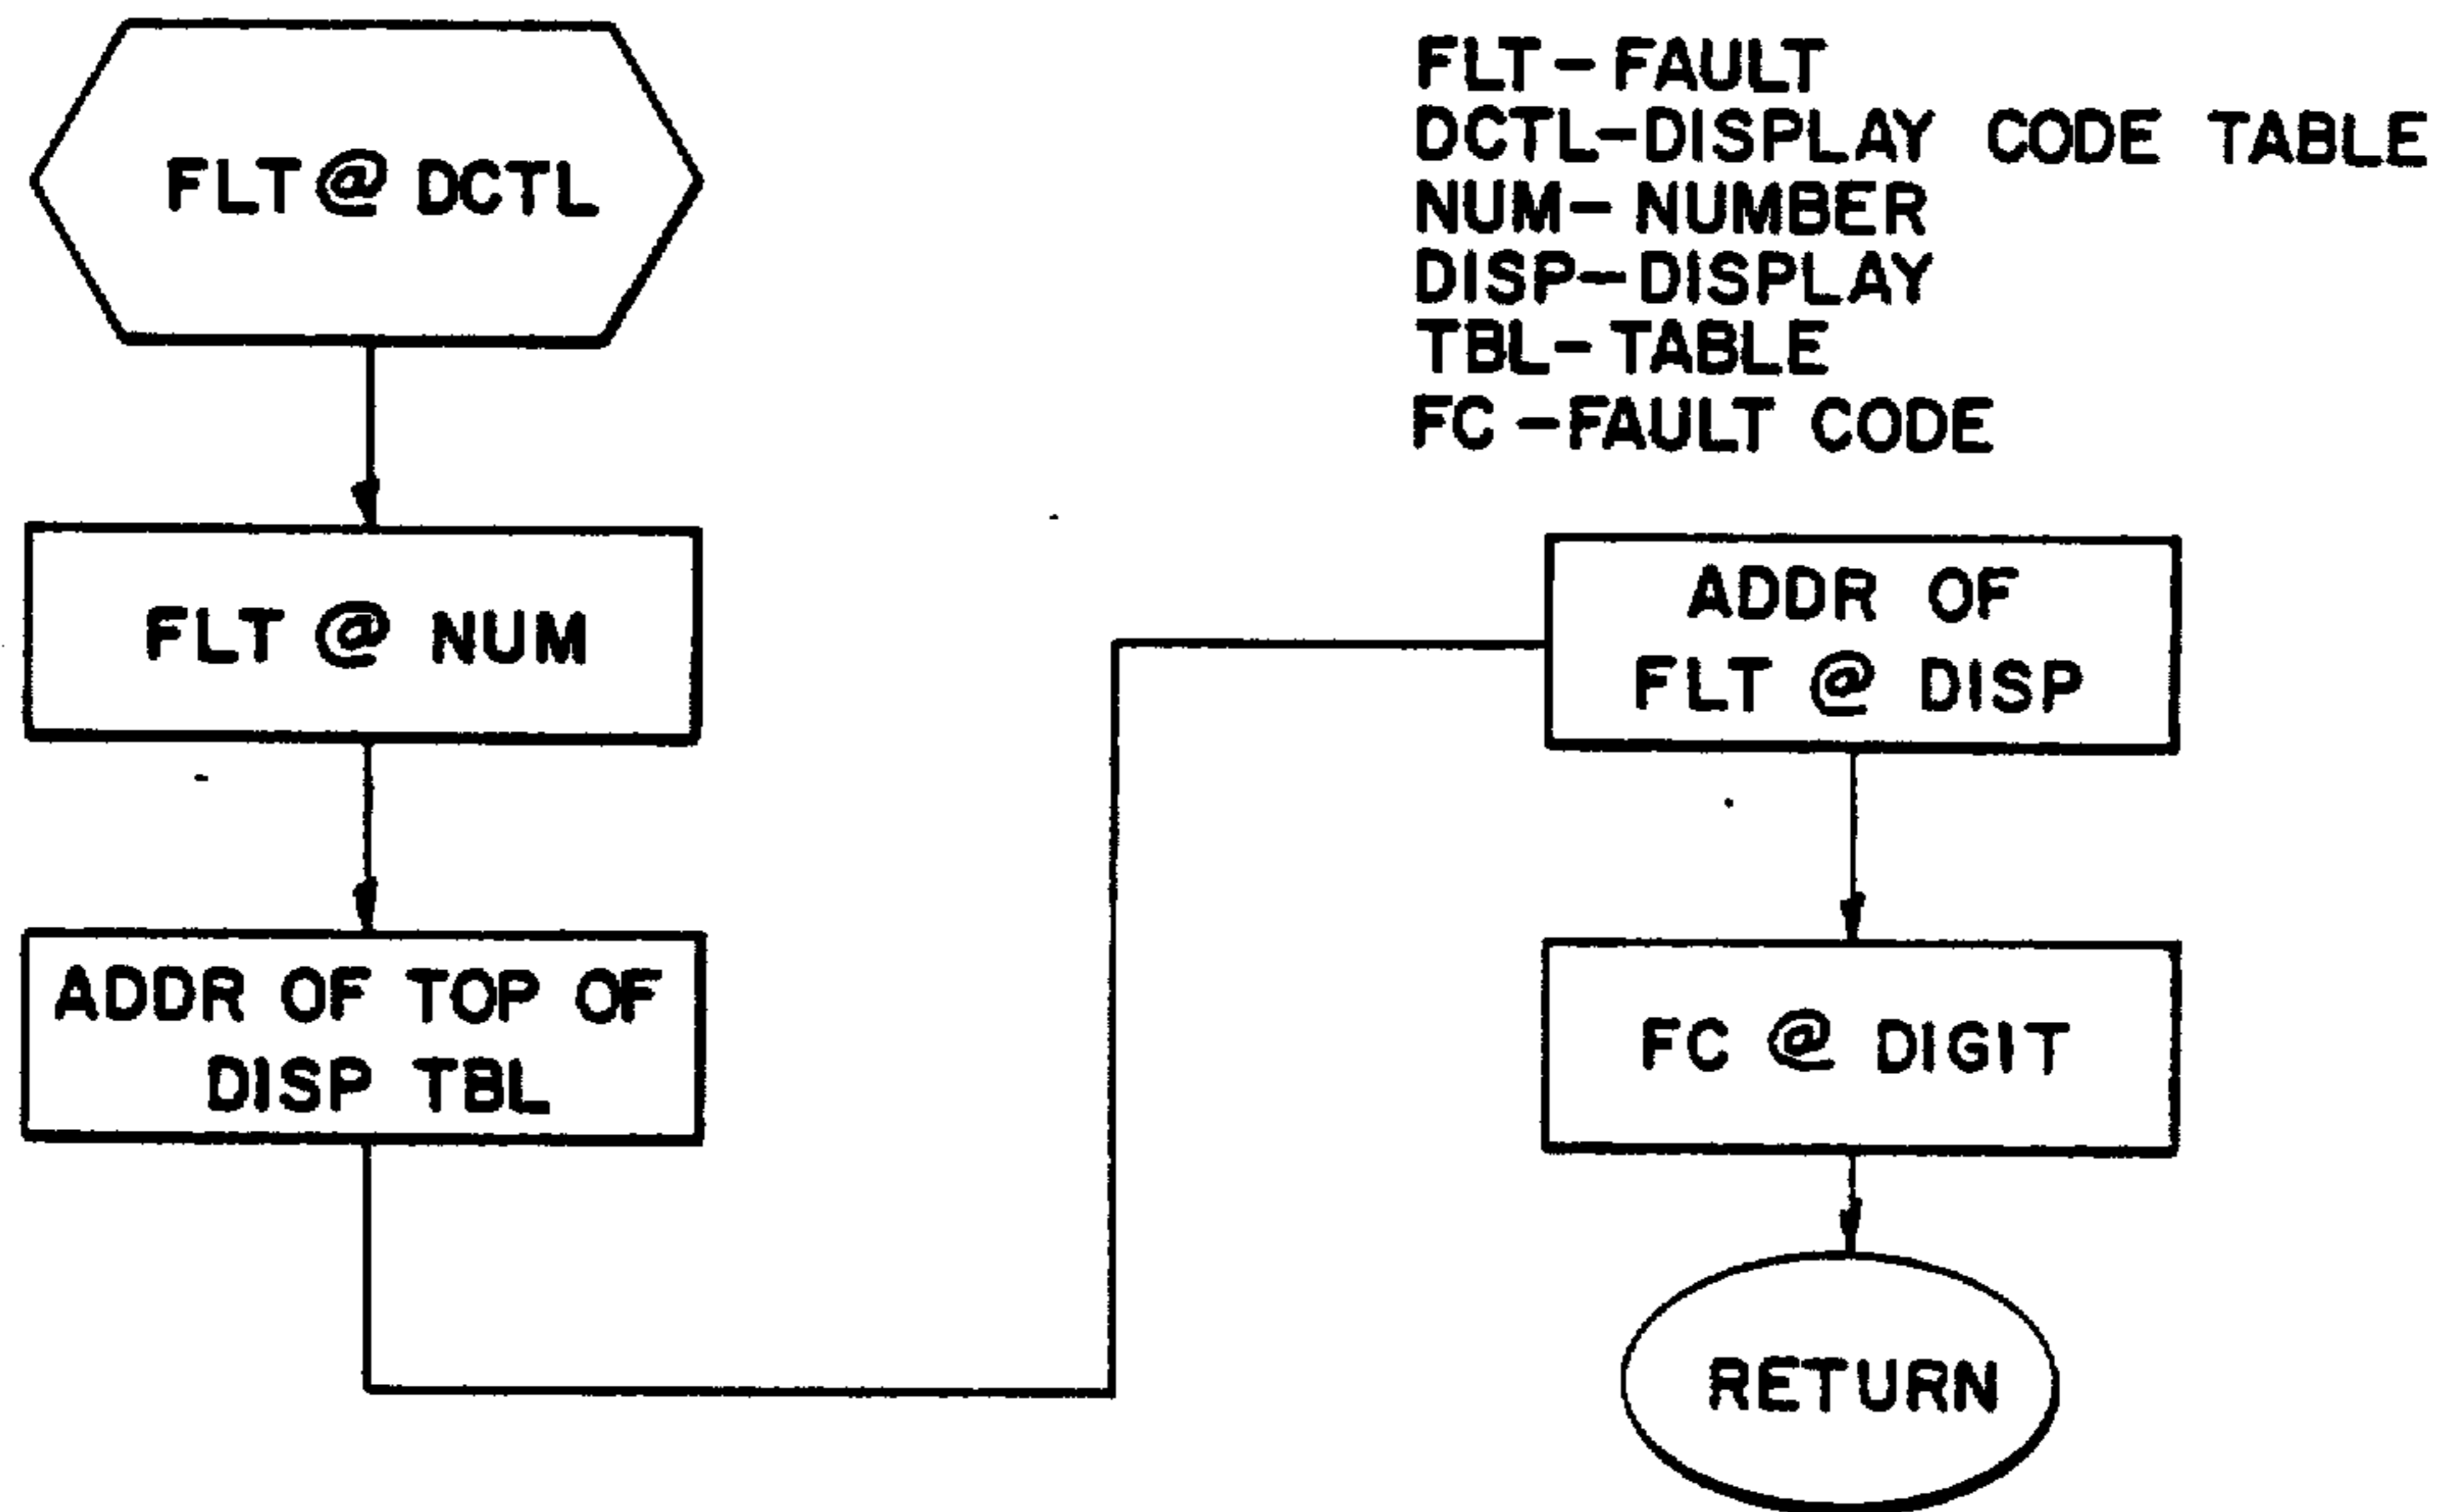 FLT @ DCTL
FLT @ NUM
ADDR OF TOP OF
DISP TBL
FLT-FAULT
DCTL-DISPLAY CODE TABLE
NUM-NUMBER
DISP-DISPLAY
TBL-TABLE
FC-FAULT CODE
ADDR OF
FLT @ DISP
FC @ DIGIT
RETURN